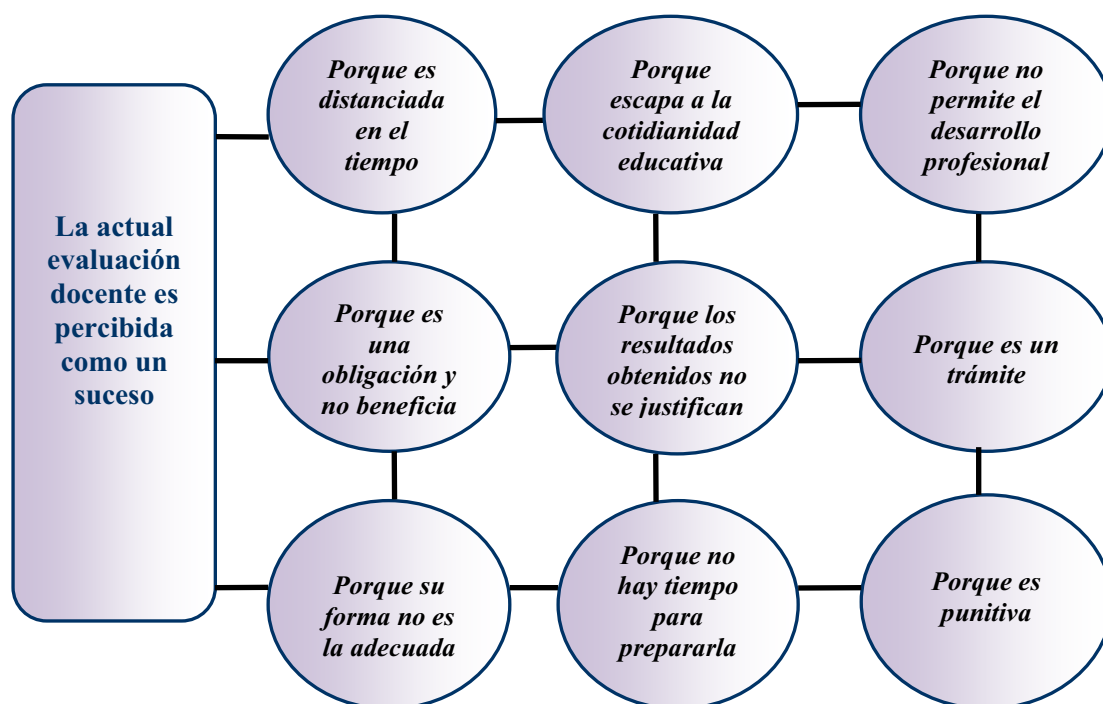 La actual
evaluación
docente es
percibida
como un
suceso
Porque es
distanciada
en el
tiempo
Porque
escapa a la
cotidianidad
educativa
Porque no
permite el
desarrollo
profesional
Porque es
una
obligación y
no beneficia
Porque los
resultados
obtenidos no
se justifican
Porque es un
trámite
Porque su
forma no es
la adecuada
Porque no
hay tiempo
para
prepararla
Porque es
punitiva